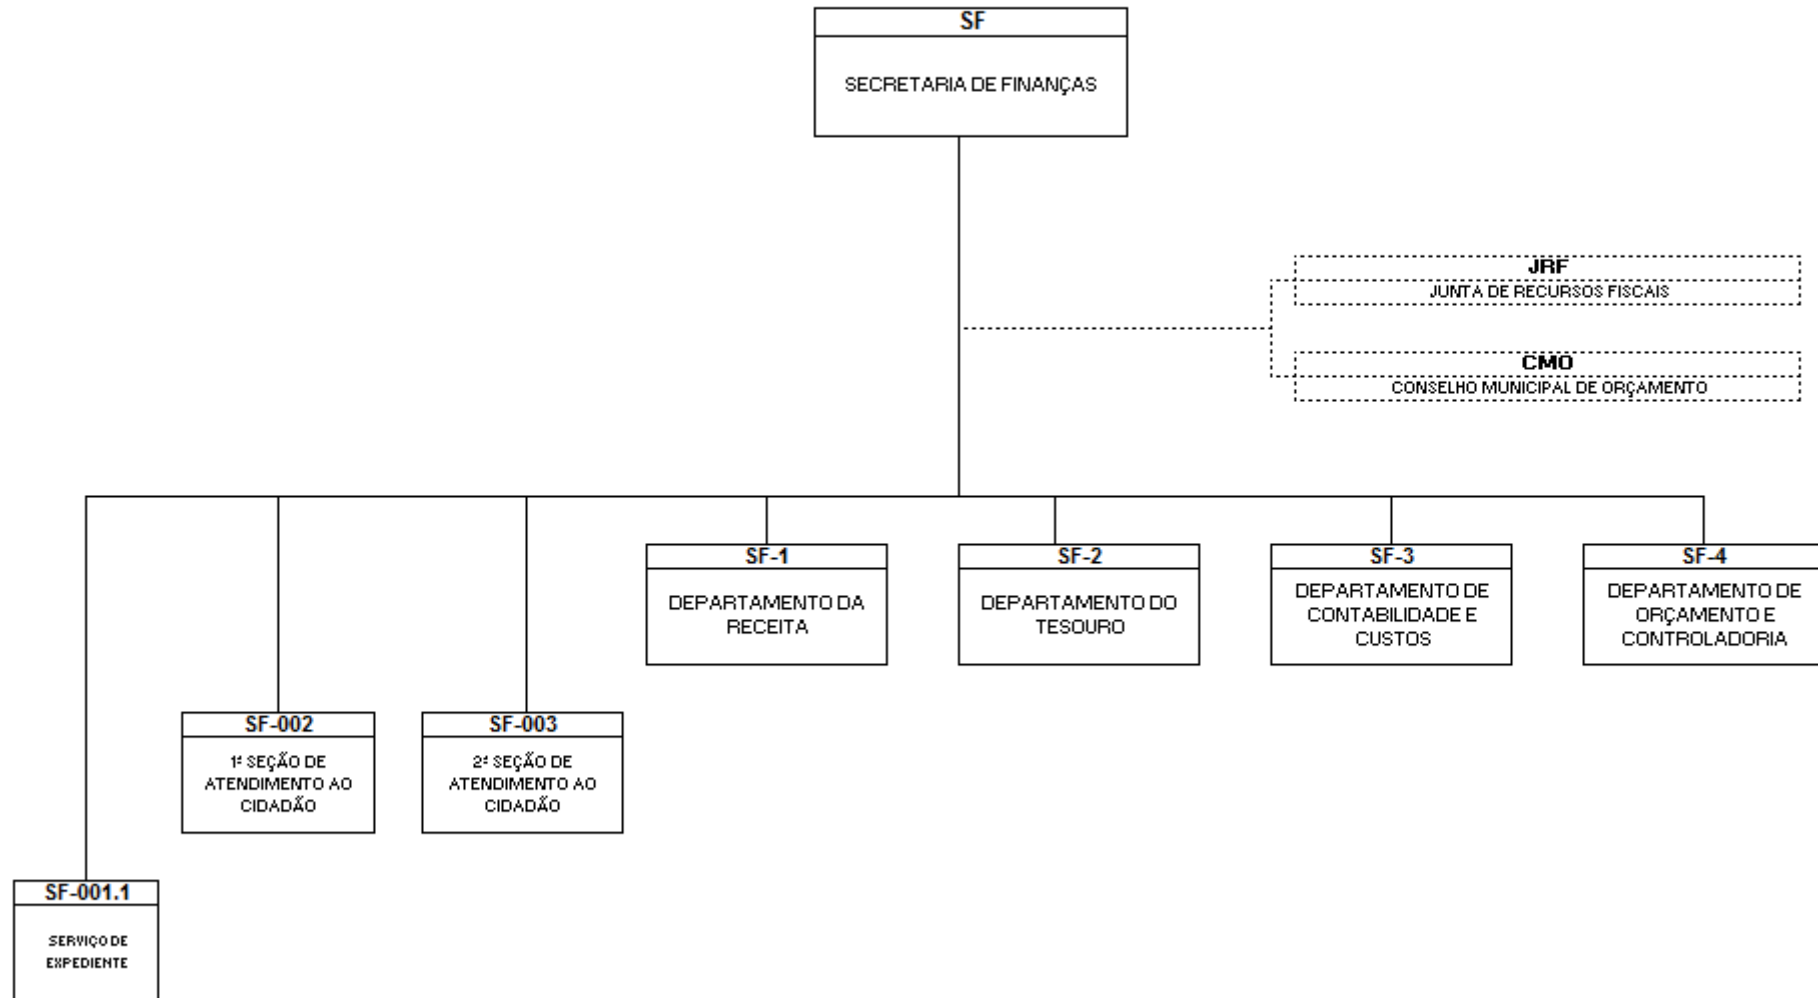 SF
SECRETARIA DE FINANÇAS
JRF
JUNTA DE RECURSOS FISCAIS
CMO
CONSELHO MUNICIPAL DE ORÇAMENTO
SF-1
DEPARTAMENTO DA
RECEITA
SF-2
DEPARTAMENTO DO
TESOURO
SF-3
DEPARTAMENTO DE
CONTABILIDADE E
CUSTOS
SF-4
DEPARTAMENTO DE
ORÇAMENTO E
CONTROLADORIA
SF-002
1ª SEÇÃO DE
ATENDIMENTO AO
CIDADÃO
SF-003
2ª SEÇÃO DE
ATENDIMENTO AO
CIDADÃO
SF-001.1
SERVIÇO DE
EXPEDIENTE